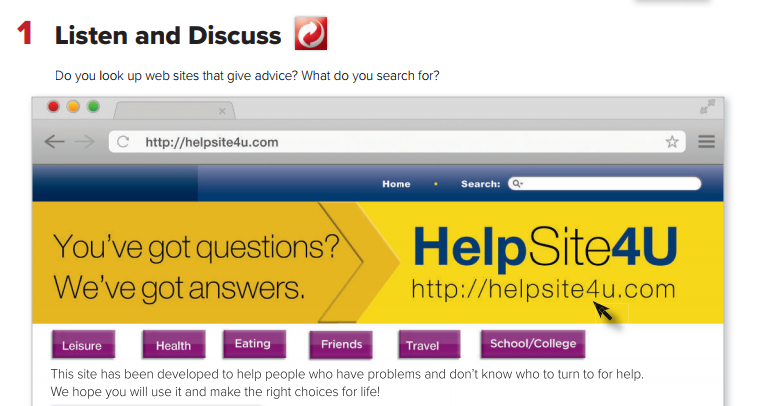 1 Listen and Discuss
Do you look up web sites that give advice? What do you search for?
http://helpsite4u.com
Home • Search:
You've got questions?
We've got answers.
HelpSite4U
http://helpsite4u.com
Leisure Health Eating Friends Travel School/College
This site has been developed to help people who have problems and don't know who to turn to for help.
We hope you will use it and make the right choices for life!